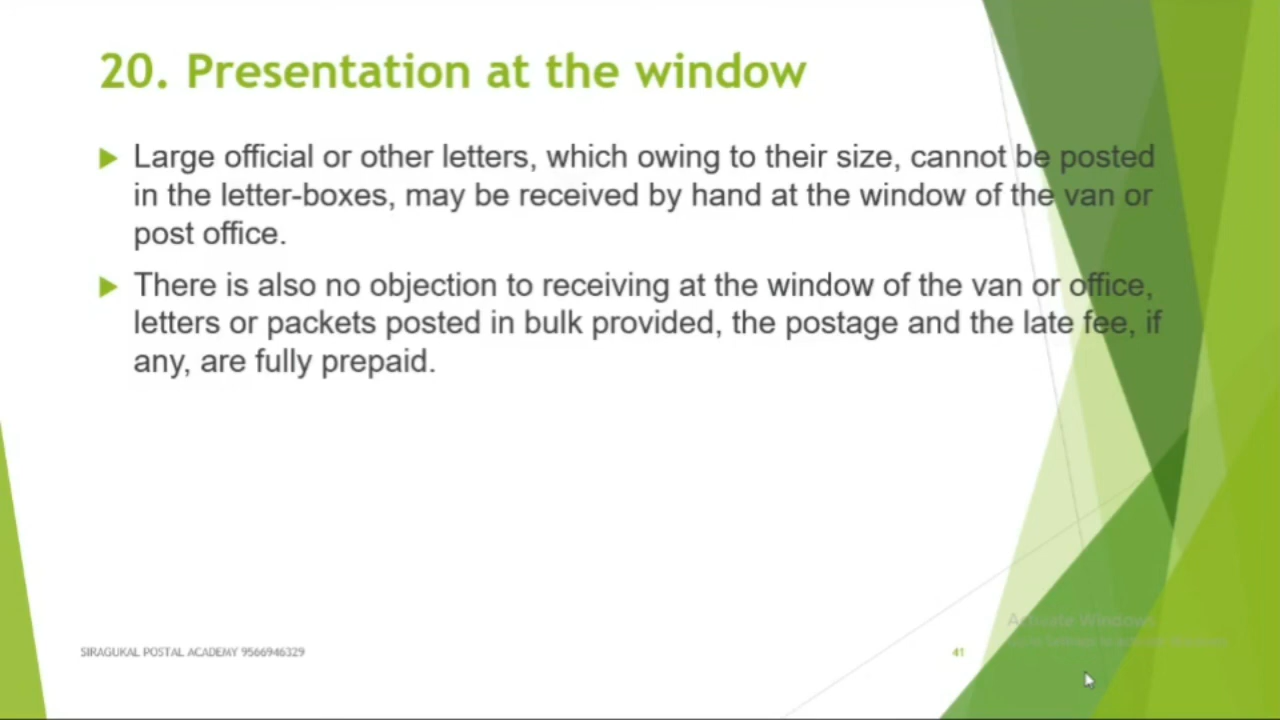 20. Presentation at the window
Large official or other letters, which owing to their size, cannot be posted
in the letter-boxes, may be received by hand at the window of the van or
post office.
There is also no objection to receiving at the window of the van or office,
letters or packets posted in bulk provided, the postage and the late fee, if
any, are fully prepaid.
SIRAGUKAL POSTAL ACADEMY 9566946329
41
Activate Windows